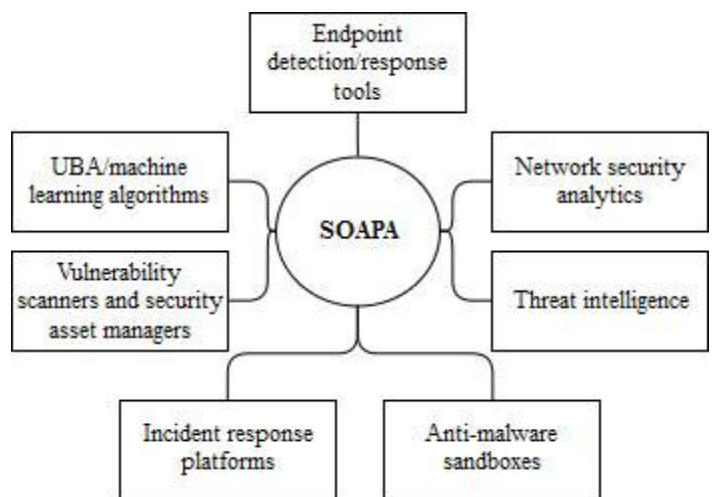 Endpoint
detection/response
tools
UBA/machine
learning algorithms
Network security
analytics
SOAPA
Vulnerability
scanners and security
asset managers
Threat intelligence
Incident response
platforms
Anti-malware
sandboxes